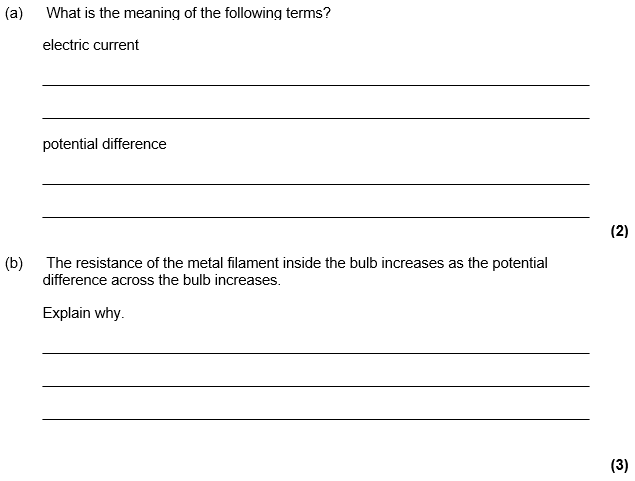 (a) What is the meaning of the following terms?
electric current
potential difference
(2)
(b) The resistance of the metal filament inside the bulb increases as the potential
difference across the bulb increases.
Explain why.
(3)